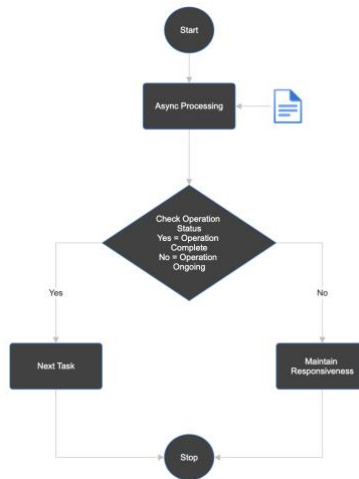 Start
Async Processing
Check Operation
Status
Yes = Operation
Complete
No = Operation
Ongoing
Yes
No
Next Task
Maintain
Responsiveness
Stop